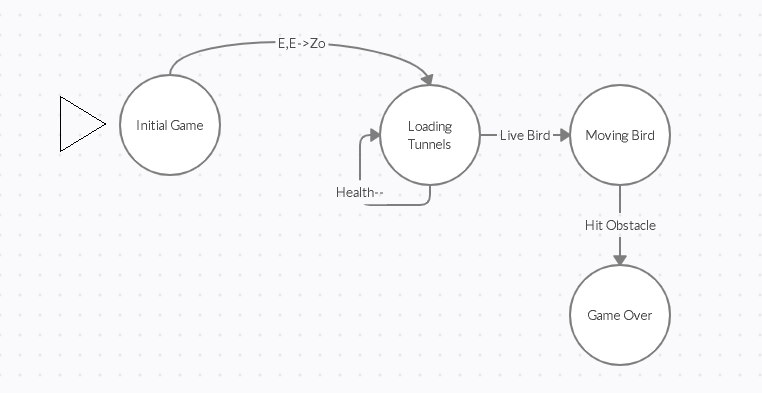 E,E->Zo
Initial Game
Loading
Tunnels
Live Bird
Moving Bird
Health--
Hit Obstacle
Game Over